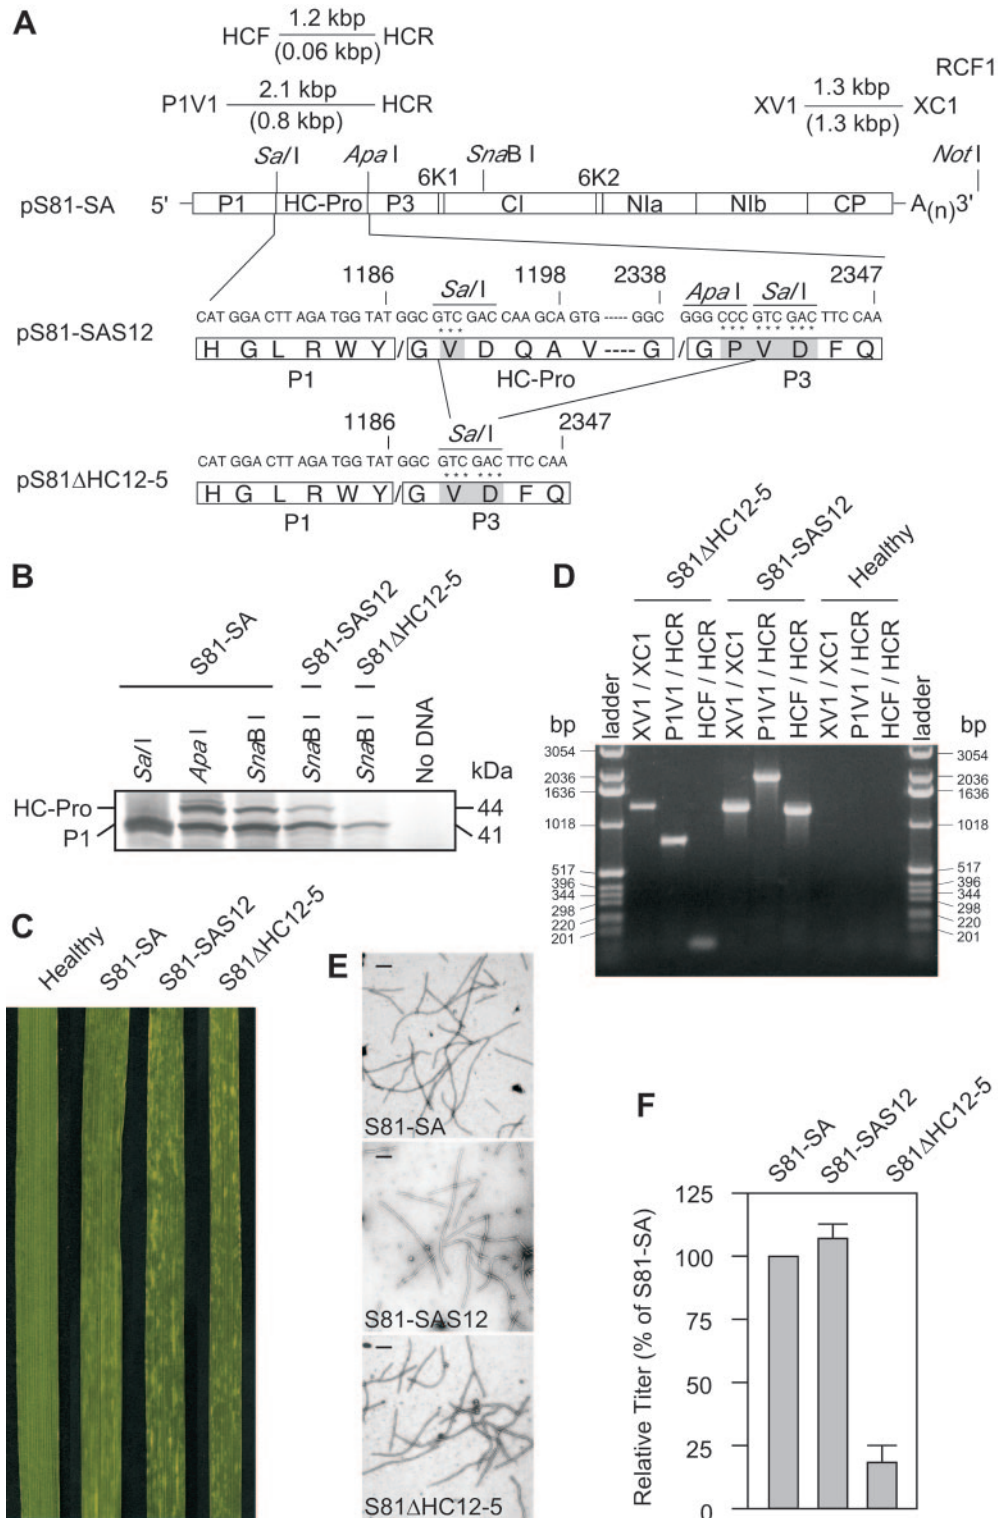 A
HCF 1.2 kbp (0.06 kbp) HCR
P1V1 2.1 kbp (0.8 kbp) HCR
XV1 1.3 kbp (1.3 kbp) XC1
RCF1
Sal I Apa I SnaB I Not I
6K1 6K2
pS81-SA 5' P1 HC-Pro P3 CI NIa NIb CP A(n)3'
1186 Sal I 1198 2338 Apa I Sal I 2347
pS81-SAS12
CAT GGA CTT AGA TGG TAT GGC GTC GAC CAA GCA GTG ----- GGC GGG CCC GTC GAC TTC CAA
*** *** *** ***
H G L R W Y / G V D Q A V ---- G / G P V D F Q
P1 HC-Pro P3
1186 Sal I 2347
pS81ΔHC12-5
CAT GGA CTT AGA TGG TAT GGC GTC GAC TTC CAA
*** ***
H G L R W Y / G V D F Q
P1 P3
B
S81-SA S81-SAS12 S81ΔHC12-5
Sal I Apa I SnaB I SnaB I SnaB I No DNA
kDa
HC-Pro 44
P1 41
C
Healthy S81-SA S81-SAS12 S81ΔHC12-5
D
S81ΔHC12-5 S81-SAS12 Healthy
ladder XV1 / XC1 P1V1 / HCR HCF / HCR XV1 / XC1 P1V1 / HCR HCF / HCR XV1 / XC1 P1V1 / HCR HCF / HCR ladder
bp bp
3054 3054
2036 2036
1636 1636
1018 1018
517 517
396 396
344 344
298 298
220 220
201 201
E
S81-SA
S81-SAS12
S81ΔHC12-5
F
S81-SA S81-SAS12 S81ΔHC12-5
Relative Titer (% of S81-SA)
125
100
75
50
25
0